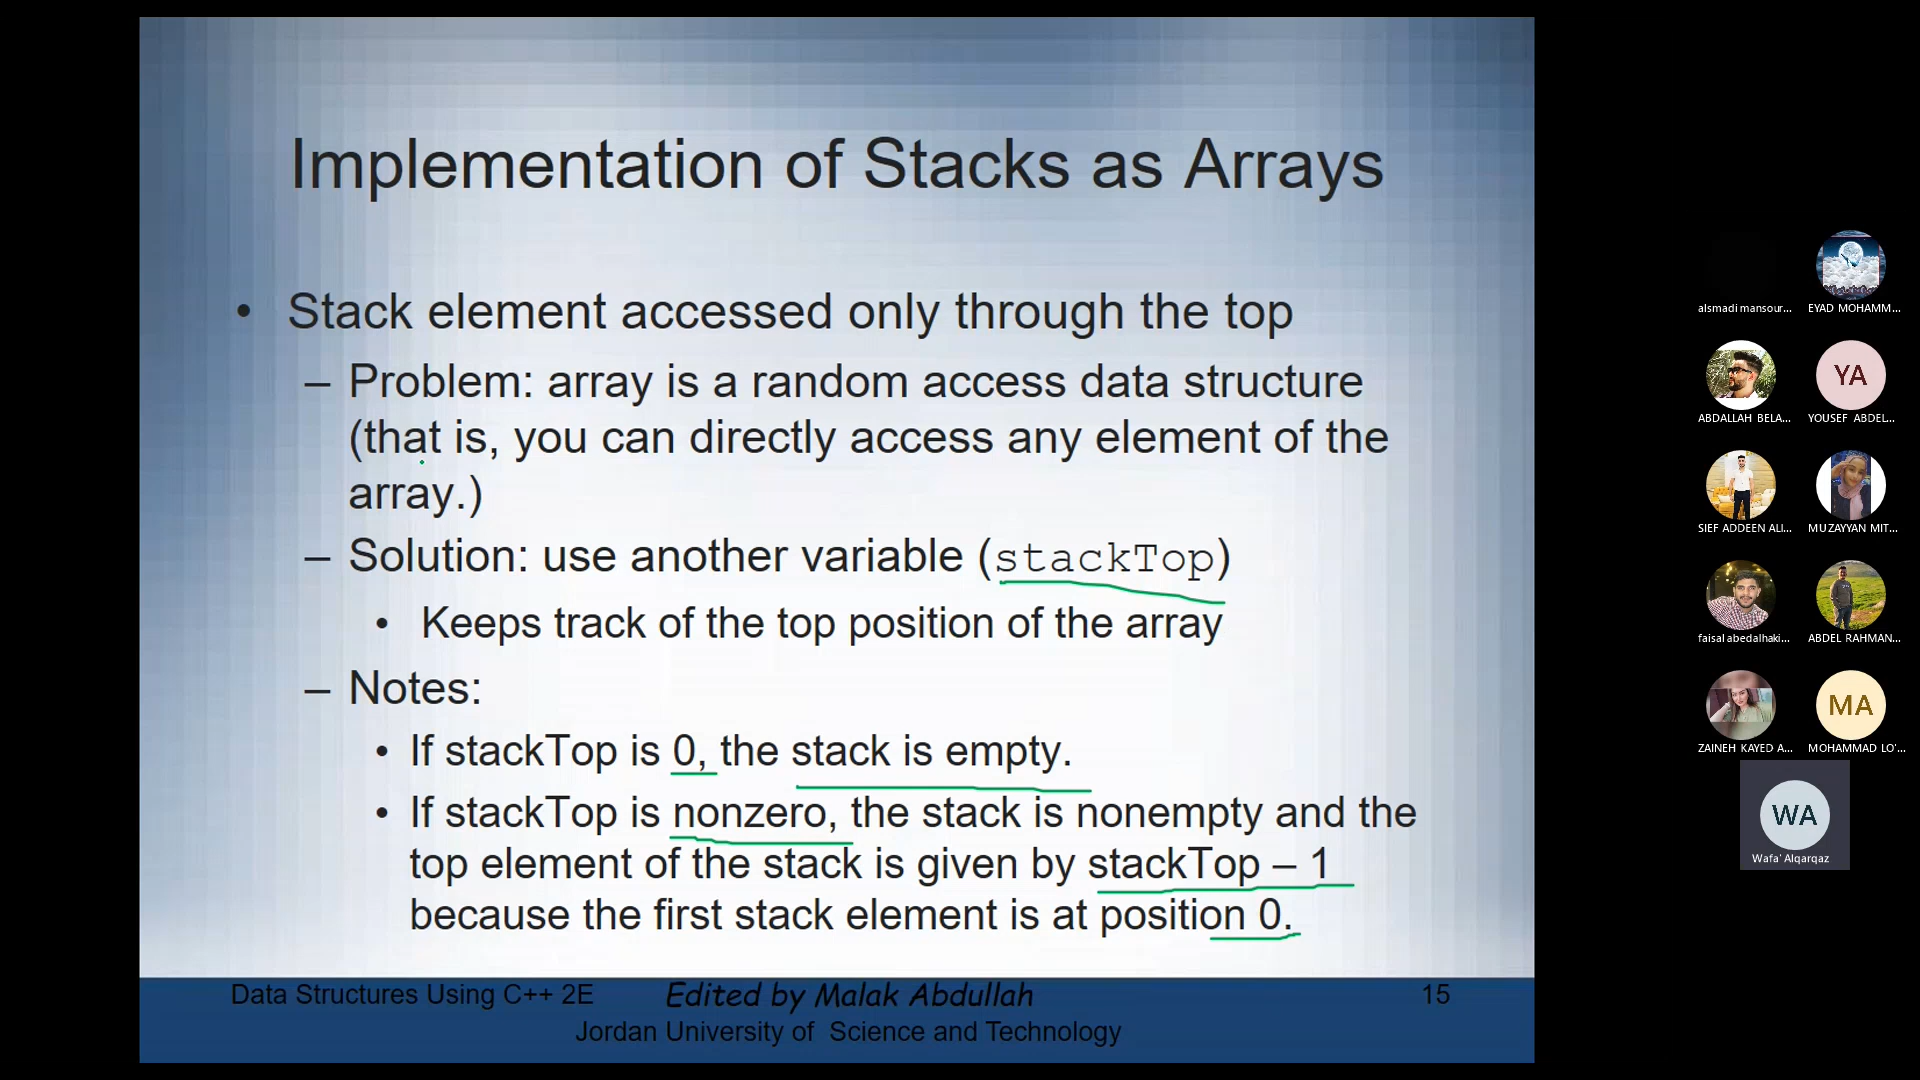 Implementation of Stacks as Arrays
• Stack element accessed only through the top
– Problem: array is a random access data structure
(that is, you can directly access any element of the
array.)
– Solution: use another variable (stackTop)
• Keeps track of the top position of the array
– Notes:
• If stackTop is 0, the stack is empty.
• If stackTop is nonzero, the stack is nonempty and the
top element of the stack is given by stackTop – 1
because the first stack element is at position 0.
Data Structures Using C++ 2E
Edited by Malak Abdullah
15
Jordan University of Science and Technology
alsmadi mansour...
EYAD MOHAMM...
ABDALLAH BELA...
YA
YOUSEF ABDEL...
SIEF ADDEEN ALI...
MUZAYYAN MIT...
faisal abedalhaki...
ABDEL RAHMAN...
ZAINEH KAYED A...
MA
MOHAMMAD LO'...
WA
Wafa' Alqarqaz